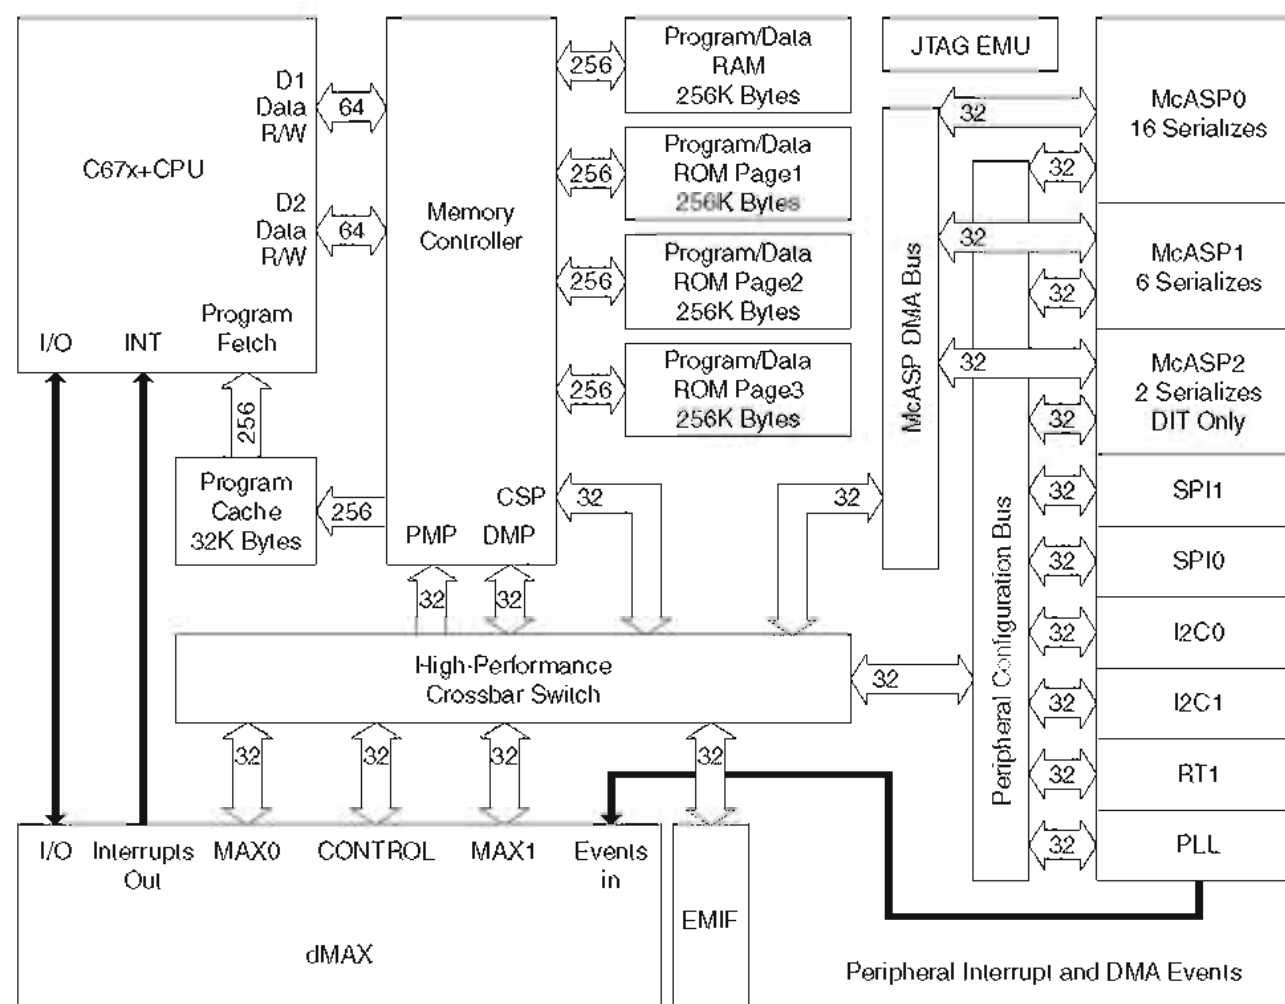 C67x+CPU
D1
Data
R/W
D2
Data
R/W
I/O
INT
Program
Fetch
64
64
256
Program
Cache
32K Bytes
256
Memory
Controller
CSP
PMP
DMP
256
256
256
256
Program/Data
RAM
256K Bytes
Program/Data
ROM Page1
256K Bytes
Program/Data
ROM Page2
256K Bytes
Program/Data
ROM Page3
256K Bytes
JTAG EMU
McASP DMA Bus
Peripheral Configuration Bus
32
32
32
32
32
32
32
32
32
32
32
32
McASP0
16 Serializes
McASP1
6 Serializes
McASP2
2 Serializes
DIT Only
SPI1
SPI0
I2C0
I2C1
RT1
PLL
32
32
32
32
32
High-Performance
Crossbar Switch
32
32
32
32
I/O
Interrupts
Out
MAX0
CONTROL
MAX1
Events
in
dMAX
EMIF
Peripheral Interrupt and DMA Events